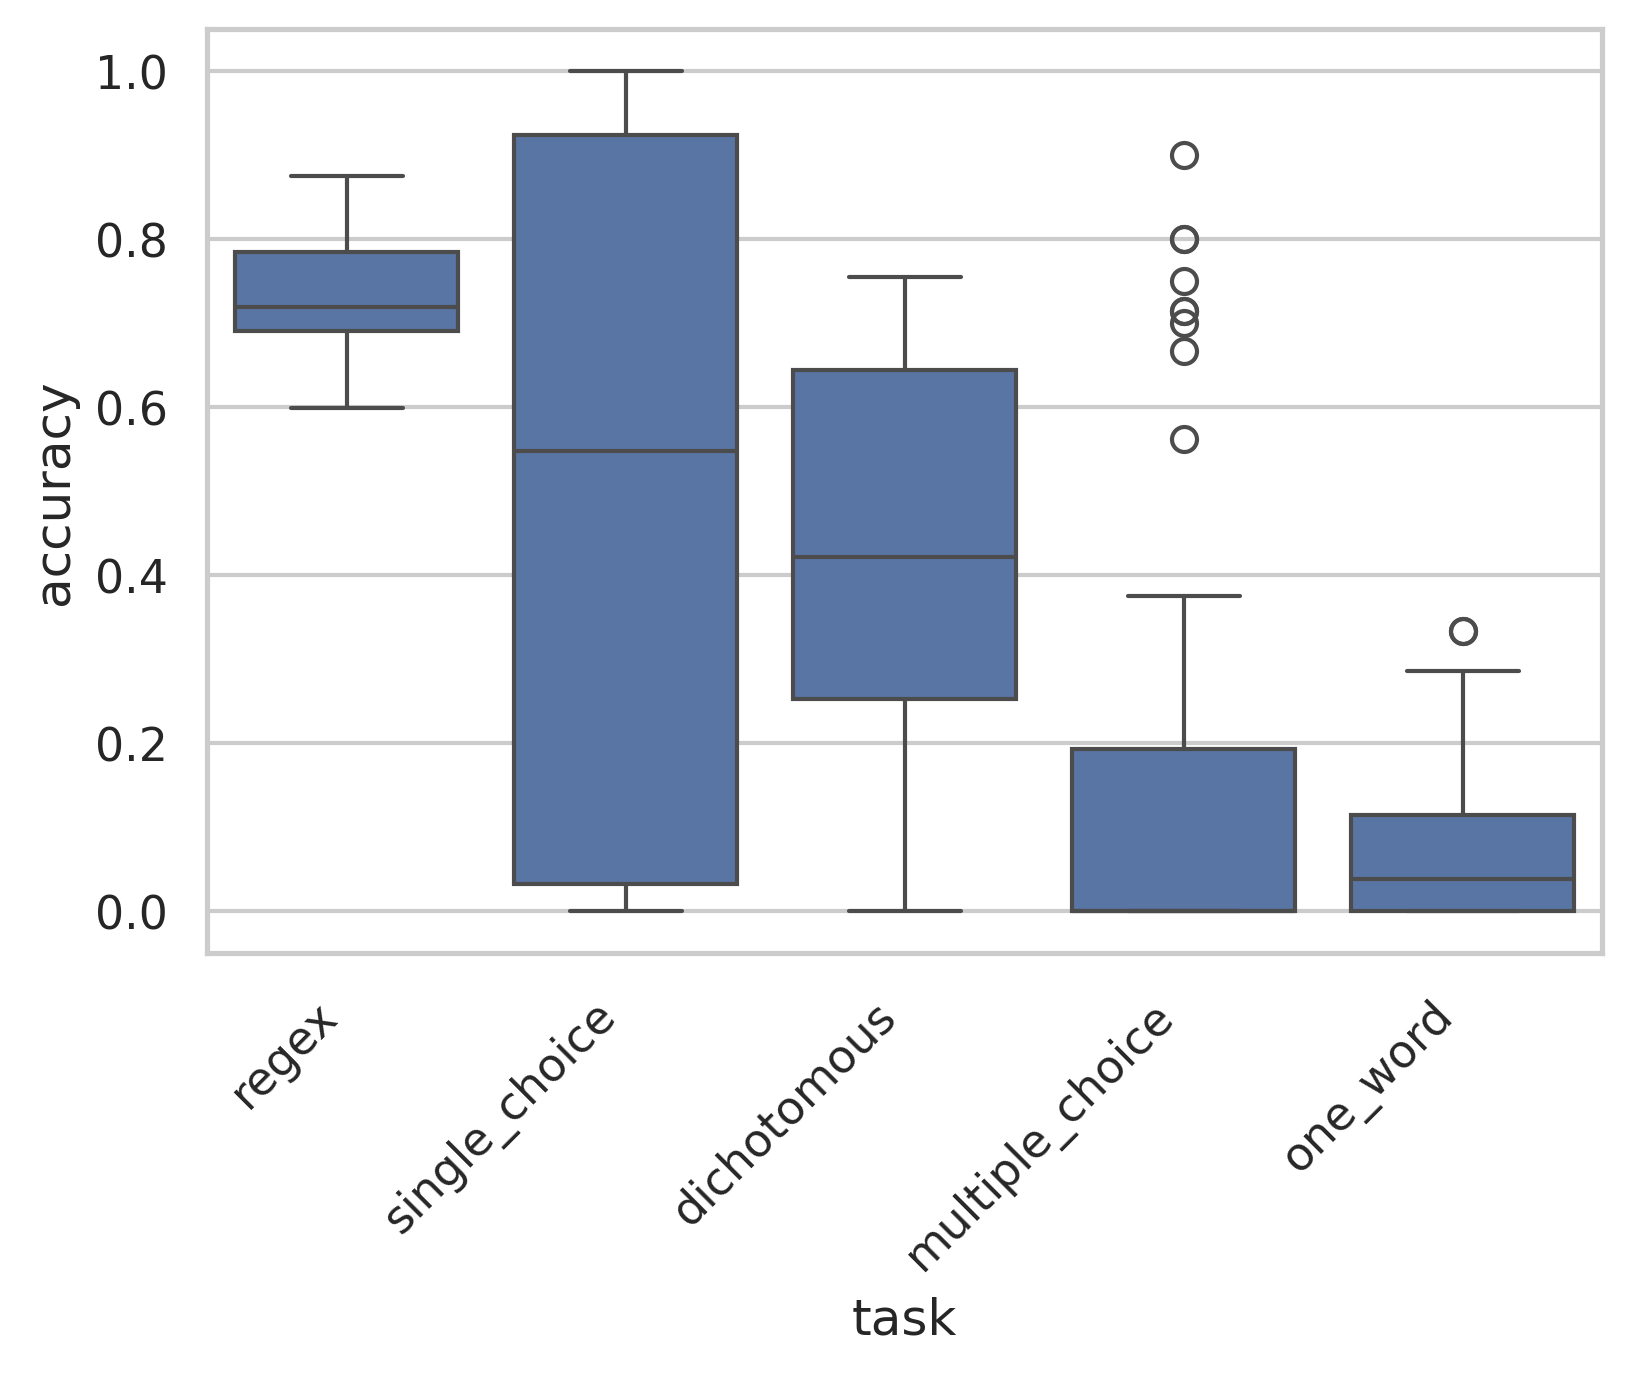 accuracy
1.0
0.8
0.6
0.4
0.2
0.0
regex
single_choice
dichotomous
multiple_choice
one_word
task